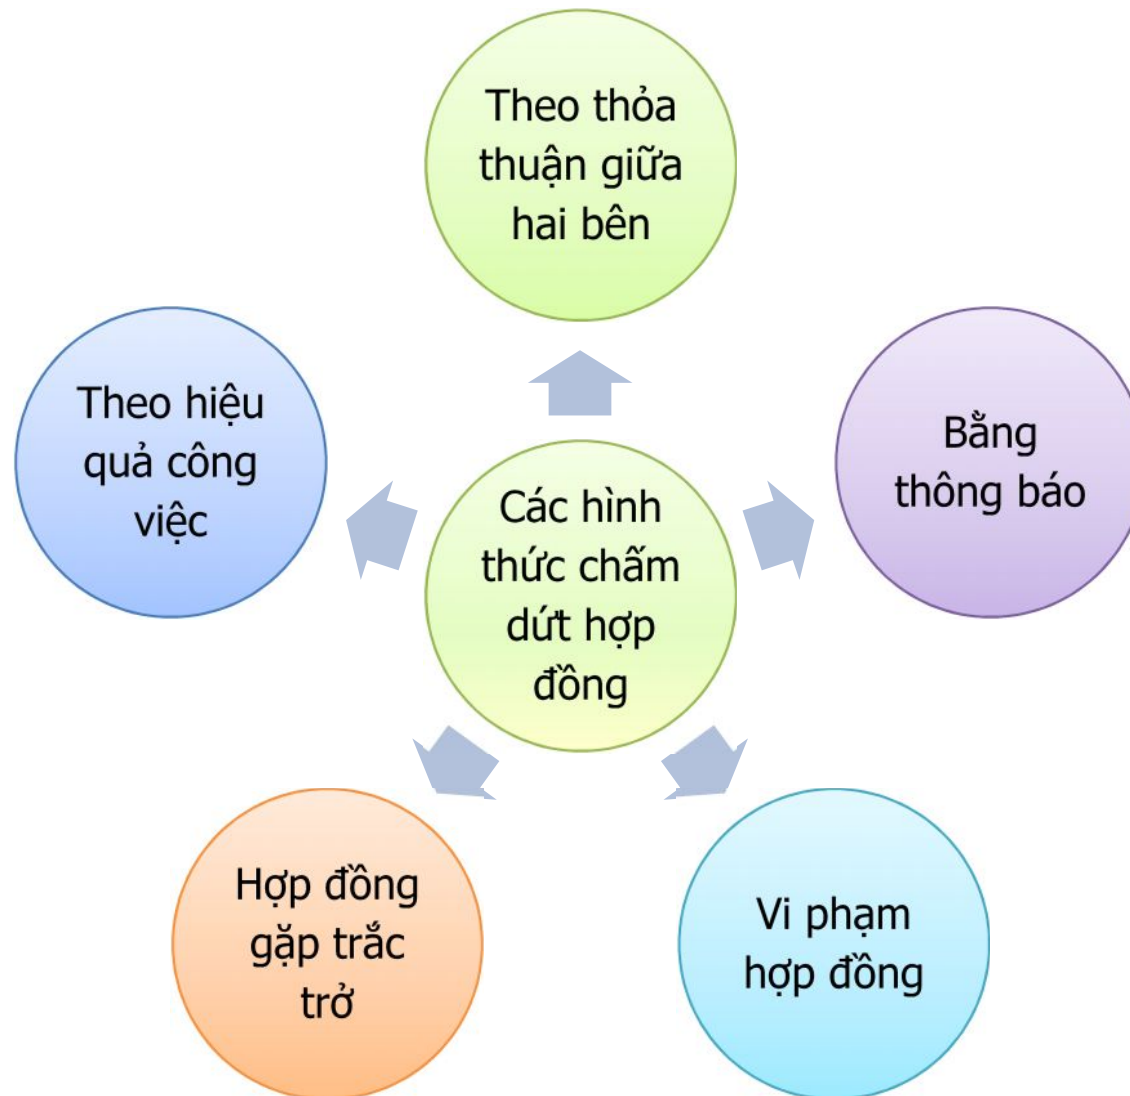 Theo thỏa
thuận giữa
hai bên
Theo hiệu
quả công
việc
Bằng
thông báo
Các hình
thức chấm
dứt hợp
đồng
Hợp đồng
gặp trắc
trở
Vi phạm
hợp đồng